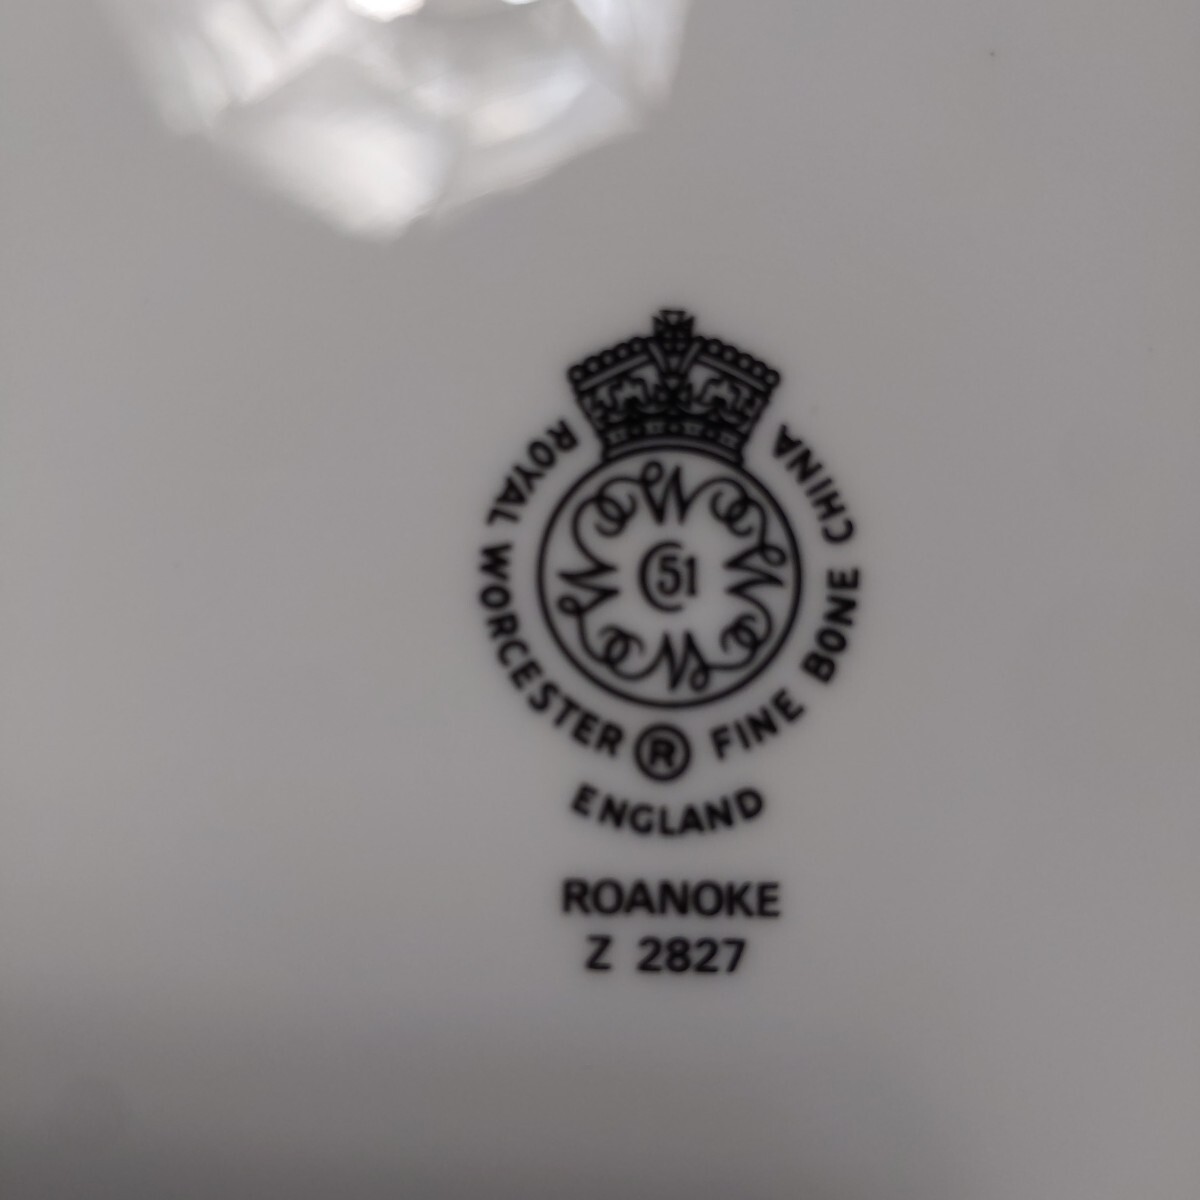 ROYAL WORCESTER ® FINE BONE CHINA
W W W W
C 51
ENGLAND
ROANOKE
Z 2827